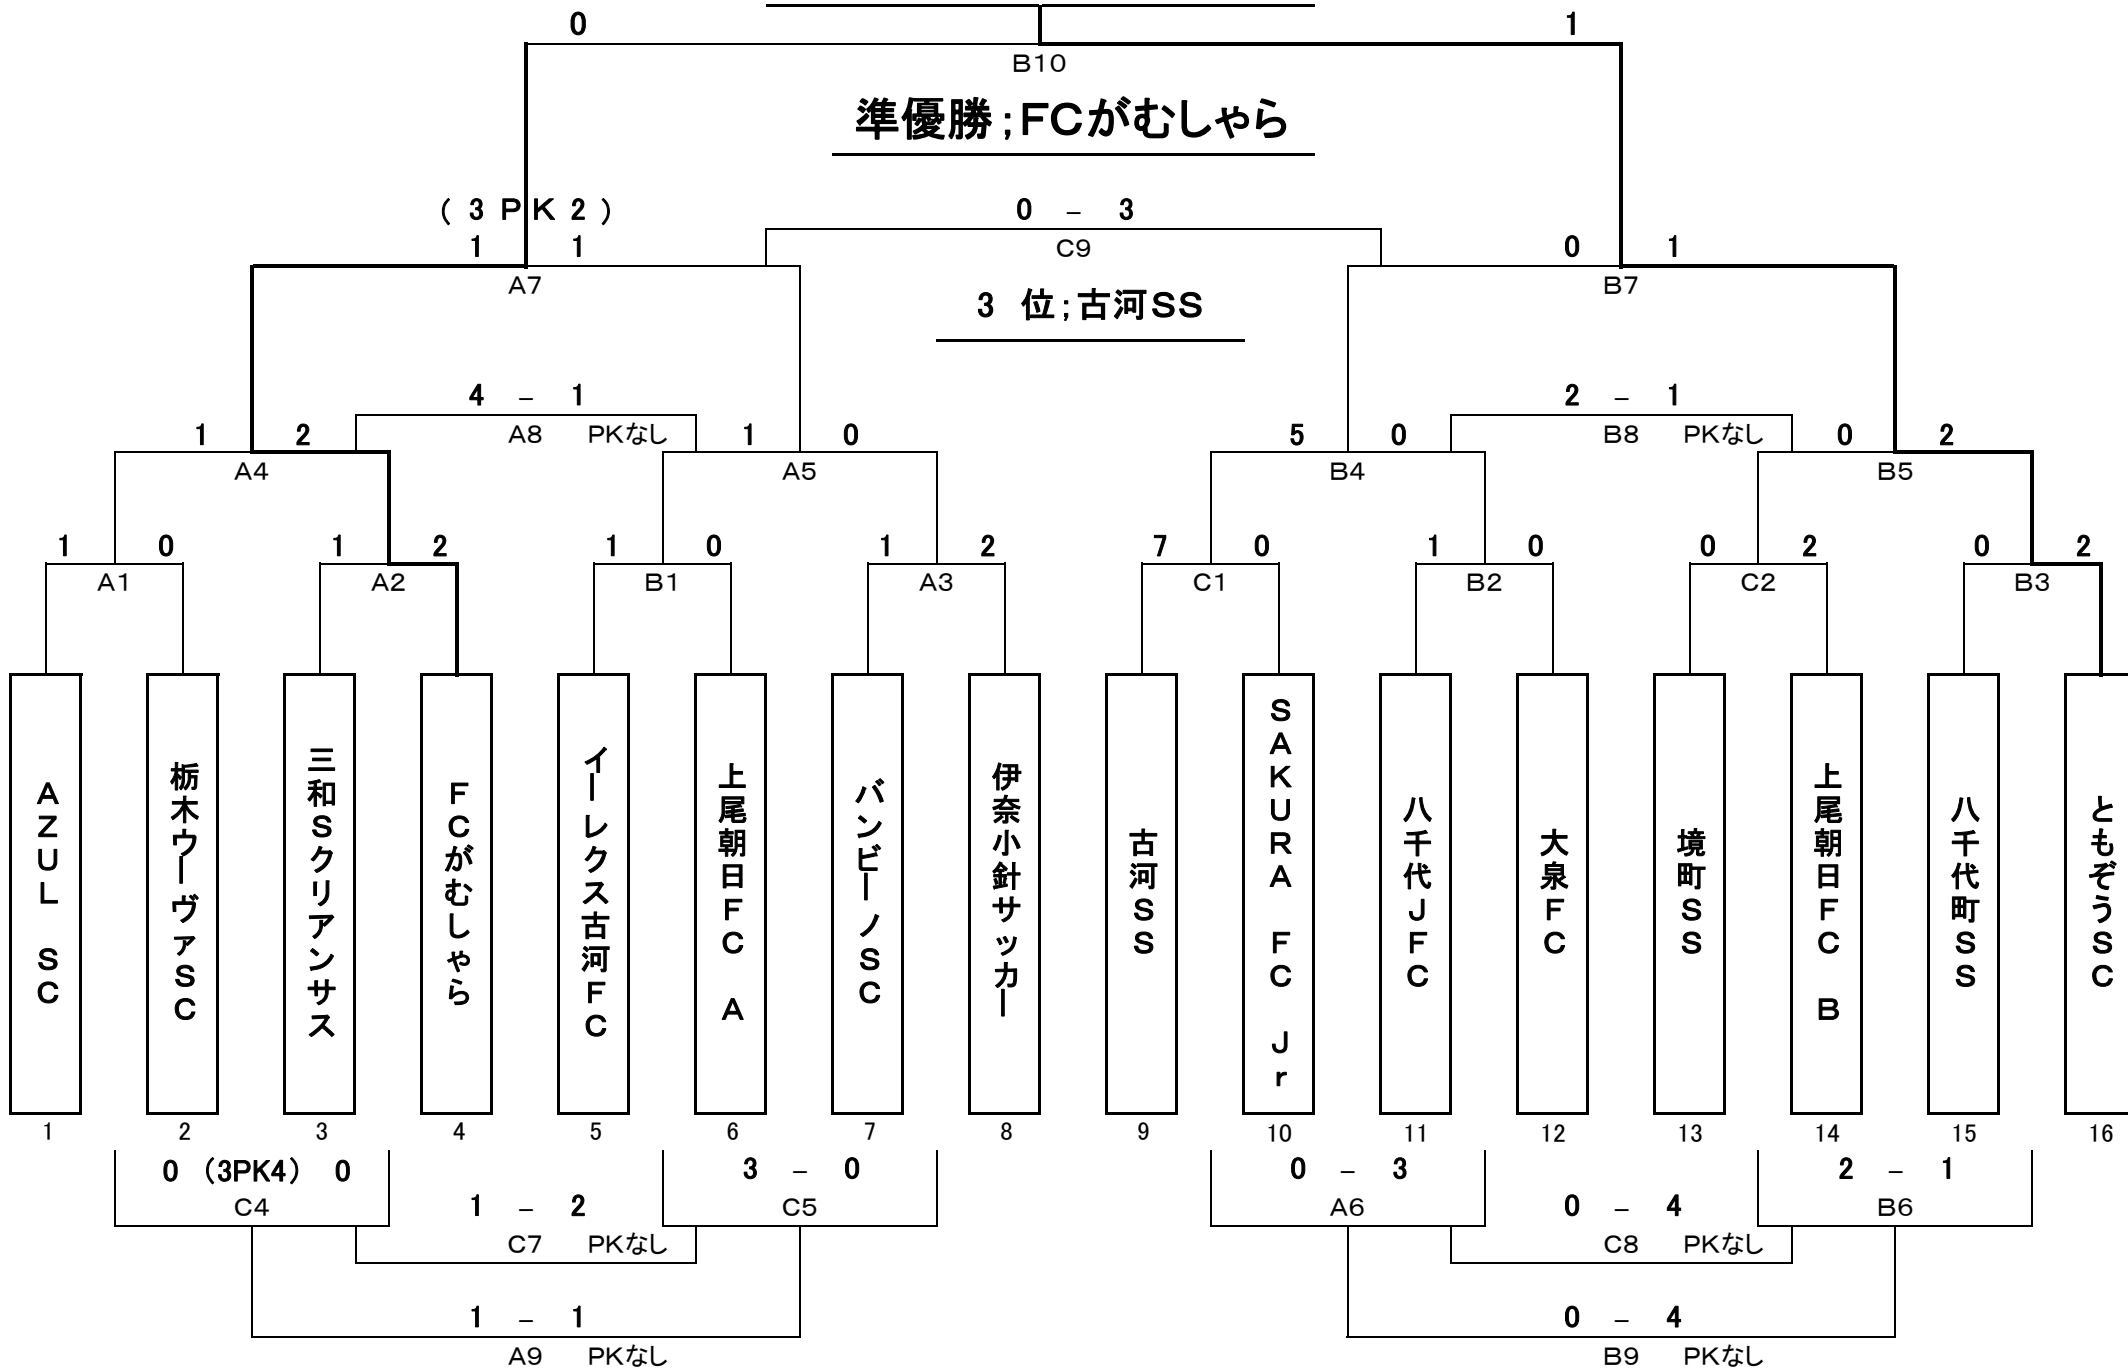 0 1
B10
準優勝;FCがむしゃら
(3PK2) 0 – 3
1 1 C9 0 1
A7 B7
3 位;古河SS
4 – 1 2 – 1
1 2 A8 PKなし 1 0 5 0 B8 PKなし 0 2
A4 A5 B4 B5
1 0 1 2 1 0 1 2 7 0 1 0 0 2 0 2
A1 A2 B1 A3 C1 B2 C2 B3
AZUL SC
栃木ウーヴァSC
三和Sクリアンサス
FCがむしゃら
イーレクス古河FC
上尾朝日FC A
バンビーノSC
伊奈小針サッカー
古河SS
SAKURA FC Jr
八千代JFC
大泉FC
境町SS
上尾朝日FC B
八千代町SS
ともぞうSC
1 2 3 4 5 6 7 8 9 10 11 12 13 14 15 16
0 (3PK4) 0 3 – 0 0 – 3 2 – 1
C4 1 – 2 C5 A6 0 – 4 B6
C7 PKなし C8 PKなし
1 – 1 0 – 4
A9 PKなし B9 PKなし